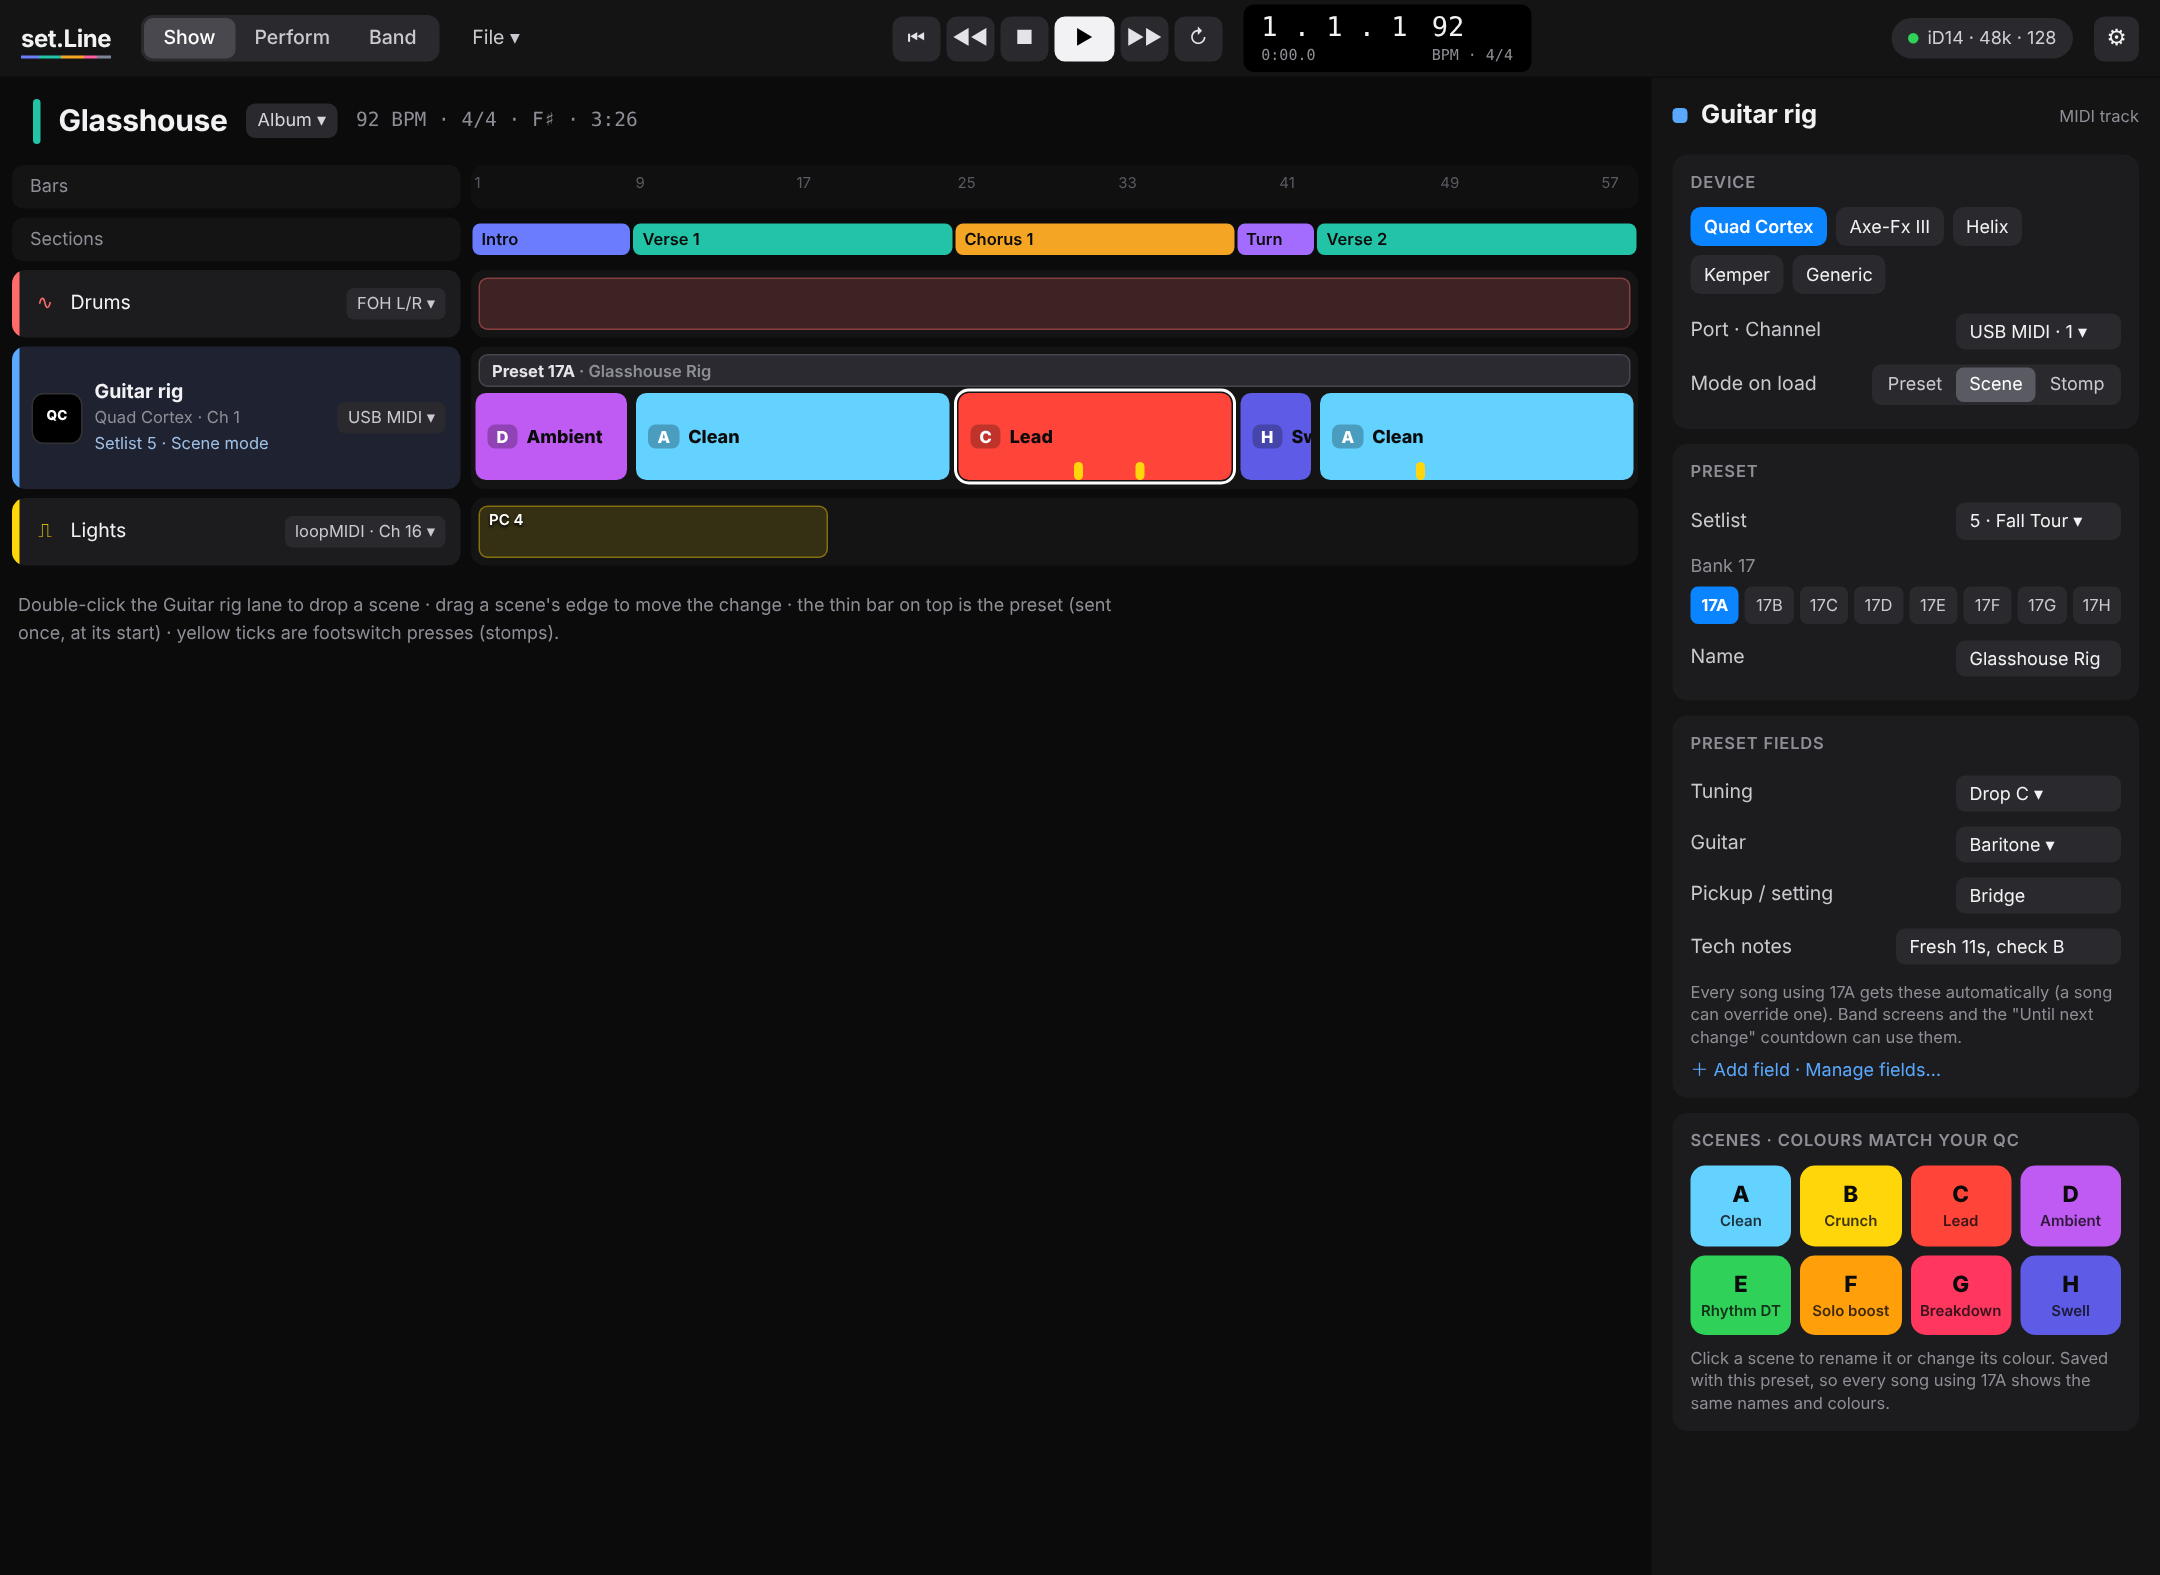 set.Line
Show Perform Band File ▾
1 . 1 . 1 92
0:00.0 BPM · 4/4
iD14 · 48k · 128
Glasshouse Album ▾ 92 BPM · 4/4 · F♯ · 3:26
Bars 1 9 17 25 33 41 49 57
Sections Intro Verse 1 Chorus 1 Turn Verse 2
Drums FOH L/R ▾
Preset 17A · Glasshouse Rig
QC
Guitar rig
Quad Cortex · Ch 1
Setlist 5 · Scene mode
USB MIDI ▾
D Ambient A Clean C Lead H Sw A Clean
Lights loopMIDI · Ch 16 ▾ PC 4
Double-click the Guitar rig lane to drop a scene · drag a scene's edge to move the change · the thin bar on top is the preset (sent
once, at its start) · yellow ticks are footswitch presses (stomps).
Guitar rig MIDI track
DEVICE
Quad Cortex Axe-Fx III Helix
Kemper Generic
Port · Channel USB MIDI · 1 ▾
Mode on load Preset Scene Stomp
PRESET
Setlist 5 · Fall Tour ▾
Bank 17
17A 17B 17C 17D 17E 17F 17G 17H
Name Glasshouse Rig
PRESET FIELDS
Tuning Drop C ▾
Guitar Baritone ▾
Pickup / setting Bridge
Tech notes Fresh 11s, check B
Every song using 17A gets these automatically (a song
can override one). Band screens and the "Until next
change" countdown can use them.
+ Add field · Manage fields...
SCENES · COLOURS MATCH YOUR QC
A B C D
Clean Crunch Lead Ambient
E F G H
Rhythm DT Solo boost Breakdown Swell
Click a scene to rename it or change its colour. Saved
with this preset, so every song using 17A shows the
same names and colours.